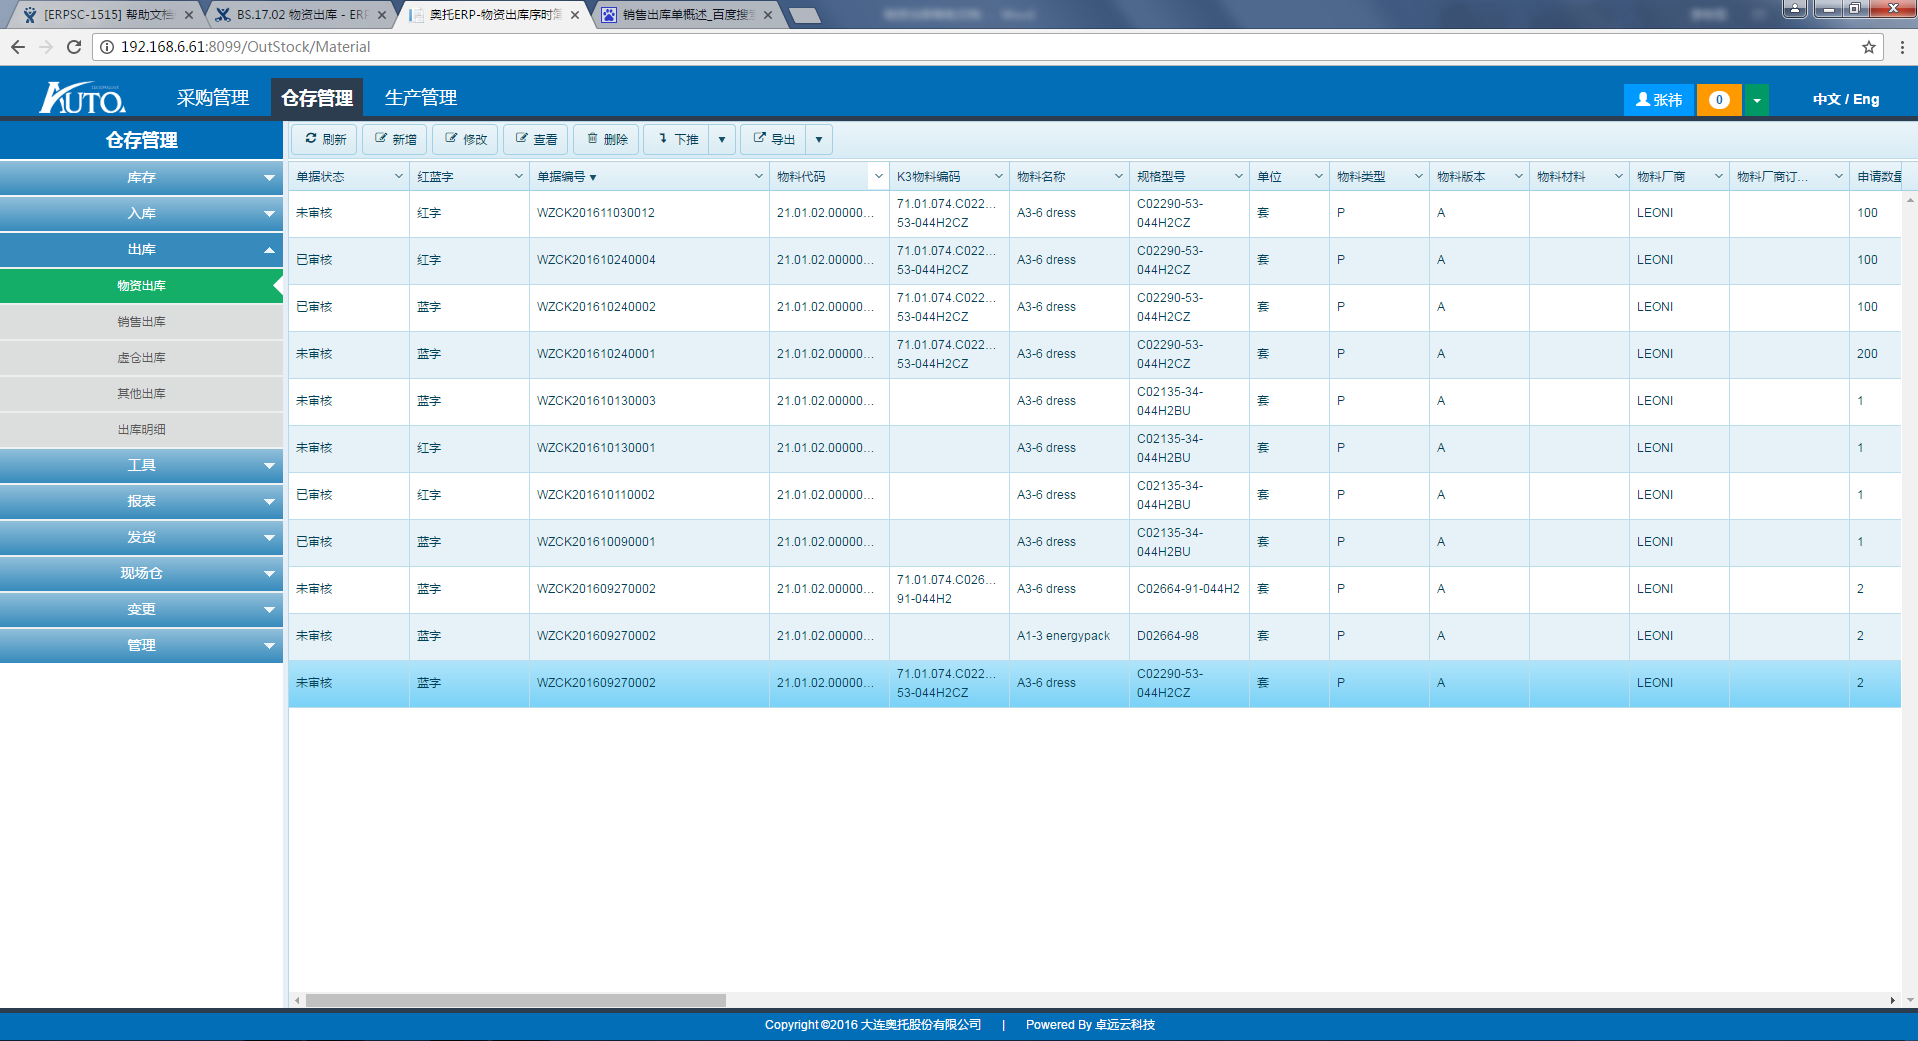 [ERPSC-1515] 帮助文档
BS.17.02 物资出库 - ERP
奥托ERP-物资出库序时簿
销售出库单概述_百度搜索
192.168.6.61:8099/OutStock/Material
AUTO.
采购管理
仓存管理
生产管理
张祎
0
中文 / Eng
仓存管理
库存
入库
出库
物资出库
销售出库
虚仓出库
其他出库
出库明细
工具
报表
发货
现场仓
变更
管理
刷新 新增 修改 查看 删除 下推 导出
单据状态 红蓝字 单据编号 物料代码 K3物料编码 物料名称 规格型号 单位 物料类型 物料版本 物料材料 物料厂商 物料厂商订... 申请数量
未审核 红字 WZCK201611030012 21.01.02.00000... 71.01.074.C022... 53-044H2CZ A3-6 dress C02290-53-044H2CZ 套 P A LEONI 100
已审核 红字 WZCK201610240004 21.01.02.00000... 71.01.074.C022... 53-044H2CZ A3-6 dress C02290-53-044H2CZ 套 P A LEONI 100
已审核 蓝字 WZCK201610240002 21.01.02.00000... 71.01.074.C022... 53-044H2CZ A3-6 dress C02290-53-044H2CZ 套 P A LEONI 100
未审核 蓝字 WZCK201610240001 21.01.02.00000... 71.01.074.C022... 53-044H2CZ A3-6 dress C02290-53-044H2CZ 套 P A LEONI 200
未审核 蓝字 WZCK201610130003 21.01.02.00000... A3-6 dress C02135-34-044H2BU 套 P A LEONI 1
未审核 红字 WZCK201610130001 21.01.02.00000... A3-6 dress C02135-34-044H2BU 套 P A LEONI 1
已审核 红字 WZCK201610110002 21.01.02.00000... A3-6 dress C02135-34-044H2BU 套 P A LEONI 1
已审核 蓝字 WZCK201610090001 21.01.02.00000... A3-6 dress C02135-34-044H2BU 套 P A LEONI 1
未审核 蓝字 WZCK201609270002 21.01.02.00000... 71.01.074.C026... 91-044H2 A3-6 dress C02664-91-044H2 套 P A LEONI 2
未审核 蓝字 WZCK201609270002 21.01.02.00000... A1-3 energypack D02664-98 套 P A LEONI 2
未审核 蓝字 WZCK201609270002 21.01.02.00000... 71.01.074.C022... 53-044H2CZ A3-6 dress C02290-53-044H2CZ 套 P A LEONI 2
Copyright ©2016 大连奥托股份有限公司 | Powered By 卓远云科技